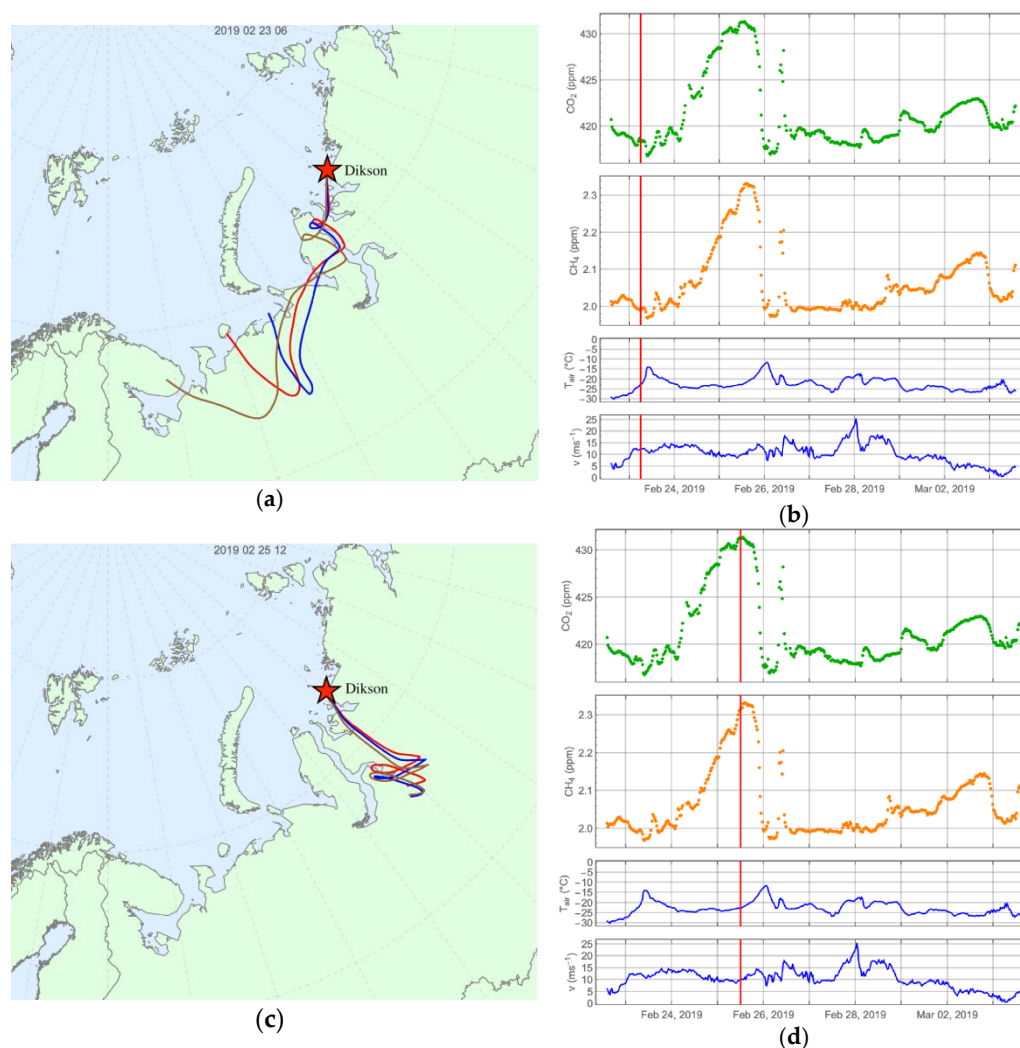 2019 02 23 06
Dikson
(a)
430
425
420
CO₂ (ppm)
2.3
2.2
2.1
2.0
CH₄ (ppm)
0
−5
−10
−15
−20
−25
−30
Tair (°C)
25
20
15
10
5
0
v (ms⁻¹)
Feb 24, 2019 Feb 26, 2019 Feb 28, 2019 Mar 02, 2019
(b)
2019 02 25 12
Dikson
(c)
430
425
420
CO₂ (ppm)
2.3
2.2
2.1
2.0
CH₄ (ppm)
0
−5
−10
−15
−20
−25
−30
Tair (°C)
25
20
15
10
5
0
v (ms⁻¹)
Feb 24, 2019 Feb 26, 2019 Feb 28, 2019 Mar 02, 2019
(d)